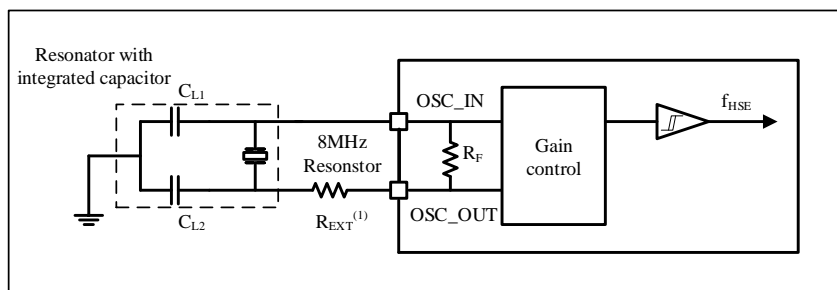 Resonator with
integrated capacitor
CL1
OSC_IN
fHSE
8MHz
Resonstor
RF
Gain
control
CL2
REXT(1)
OSC_OUT